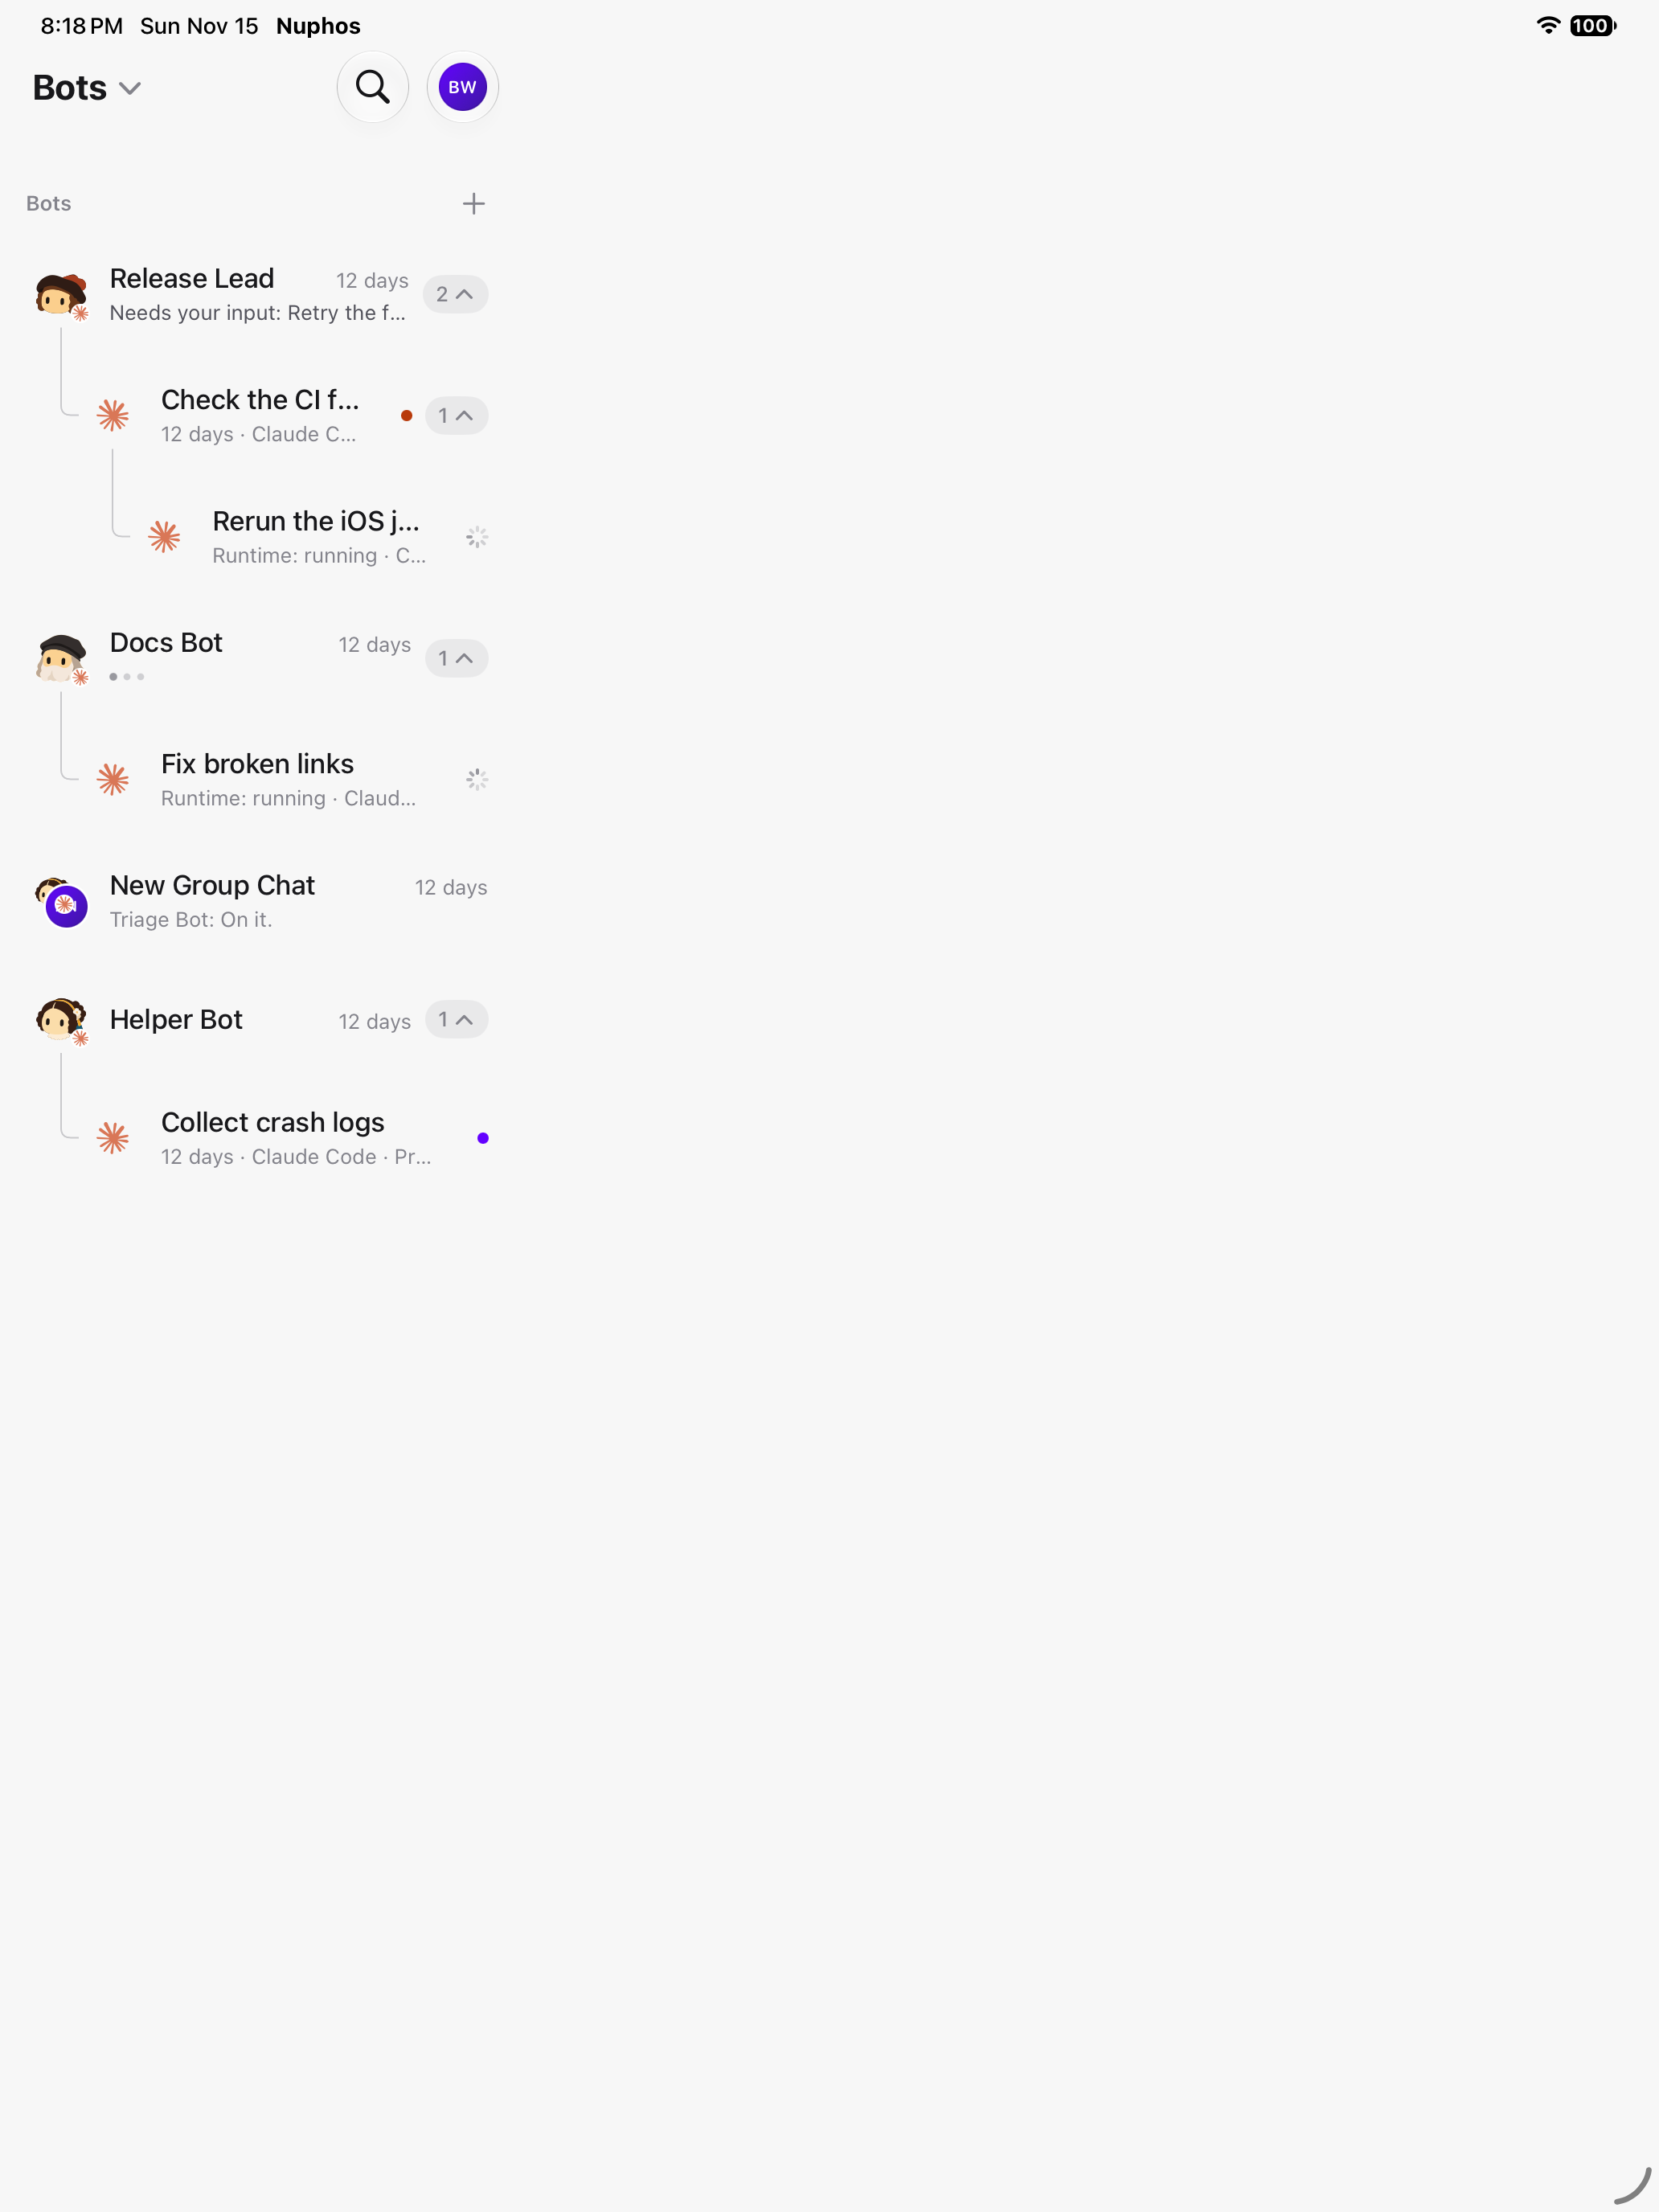 8:18 PM Sun Nov 15 Nuphos 100
Bots BW
Bots
Release Lead 12 days 2
Needs your input: Retry the f...
Check the CI f... 1
12 days · Claude C...
Rerun the iOS j...
Runtime: running · C...
Docs Bot 12 days 1
Fix broken links
Runtime: running · Claud...
New Group Chat 12 days
Triage Bot: On it.
Helper Bot 12 days 1
Collect crash logs
12 days · Claude Code · Pr...